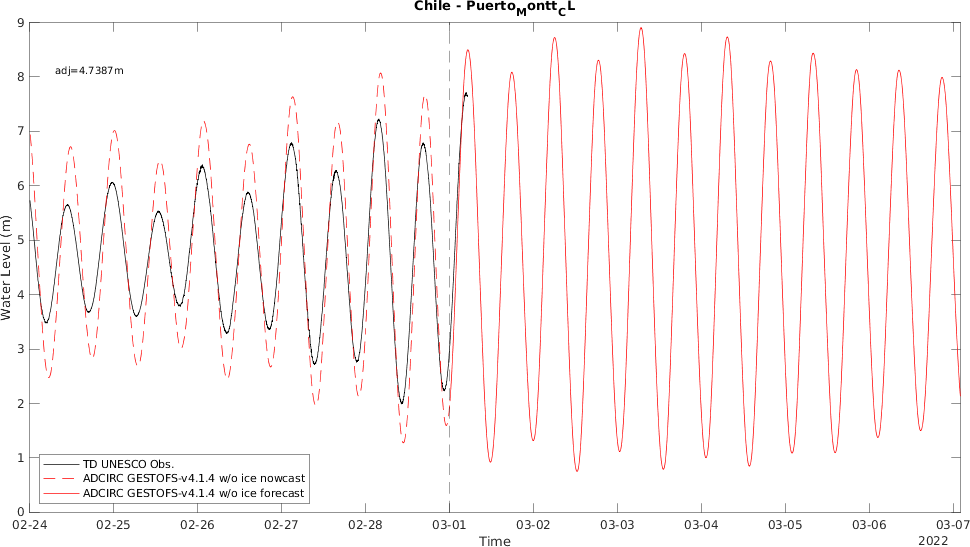 Chile - PuertoMonttCL
adj=4.7387m
Water Level (m)
9
8
7
6
5
4
3
2
1
0
TD UNESCO Obs.
ADCIRC GESTOFS-v4.1.4 w/o ice nowcast
ADCIRC GESTOFS-v4.1.4 w/o ice forecast
02-24 02-25 02-26 02-27 02-28 03-01 03-02 03-03 03-04 03-05 03-06 03-07
Time
2022